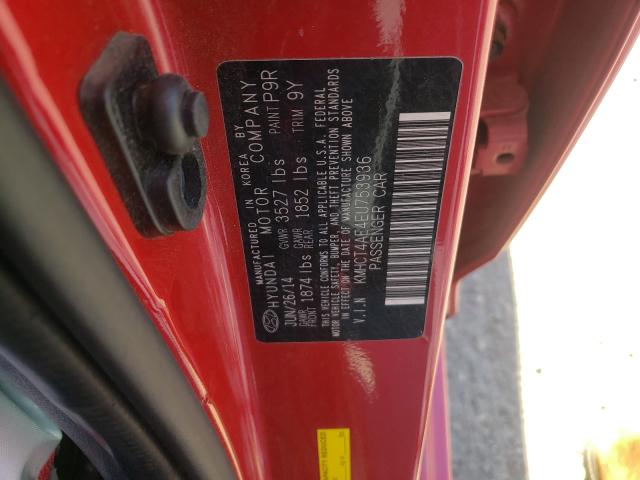 MANUFACTURED IN KOREA BY
HYUNDAI MOTOR COMPANY
JUN/26/14 GVWR 3527 lbs PAINT P9R
GAWR FRONT 1874 lbs GAWR REAR 1852 lbs TRIM 9Y
THIS VEHICLE CONFORMS TO ALL APPLICABLE U.S.A. FEDERAL
MOTOR VEHICLE SAFETY, BUMPER, AND THEFT PREVENTION STANDARDS
IN EFFECT ON THE DATE OF MANUFACTURE SHOWN ABOVE
V.I.N KMHCT4AE4EU753936
PASSENGER CAR
CAPACITY REDUCED